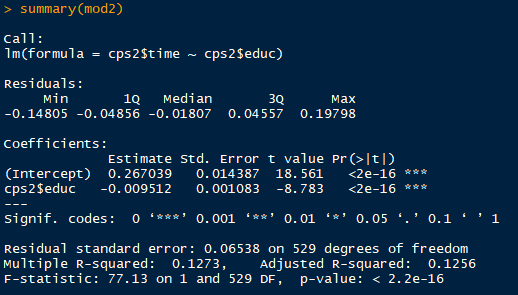 > summary(mod2)
Call:
lm(formula = cps2$time ~ cps2$educ)
Residuals:
Min 1Q Median 3Q Max
-0.14805 -0.04856 -0.01807 0.04557 0.19798
Coefficients:
Estimate Std. Error t value Pr(>|t|)
(Intercept) 0.267039 0.014387 18.561 <2e-16 ***
cps2$educ -0.009512 0.001083 -8.783 <2e-16 ***
---
Signif. codes: 0 ‘***’ 0.001 ‘**’ 0.01 ‘*’ 0.05 ‘.’ 0.1 ‘ ’ 1
Residual standard error: 0.06538 on 529 degrees of freedom
Multiple R-squared: 0.1273, Adjusted R-squared: 0.1256
F-statistic: 77.13 on 1 and 529 DF, p-value: < 2.2e-16